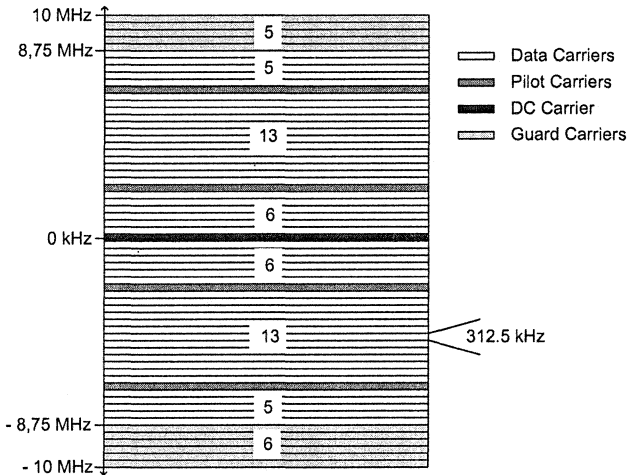 10 MHz
5
8,75 MHz
5
13
6
0 kHz
6
13
312.5 kHz
5
- 8,75 MHz
6
- 10 MHz
Data Carriers
Pilot Carriers
DC Carrier
Guard Carriers